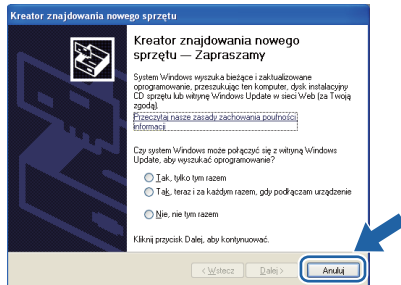 Kreator znajdowania nowego sprzętu
Kreator znajdowania nowego
sprzętu — Zapraszamy
System Windows wyszuka bieżące i zaktualizowane
oprogramowanie, przeszukując ten komputer, dysk instalacyjny
CD sprzętu lub witrynę Windows Update w sieci Web (za Twoją
zgodą).
Przeczytaj nasze zasady zachowania poufności
informacji
Czy system Windows może połączyć się z witryną Windows
Update, aby wyszukać oprogramowanie?
Tak, tylko tym razem
Tak, teraz i za każdym razem, gdy podłączam urządzenie
Nie, nie tym razem
Kliknij przycisk Dalej, aby kontynuować.
< Wstecz Dalej > Anuluj